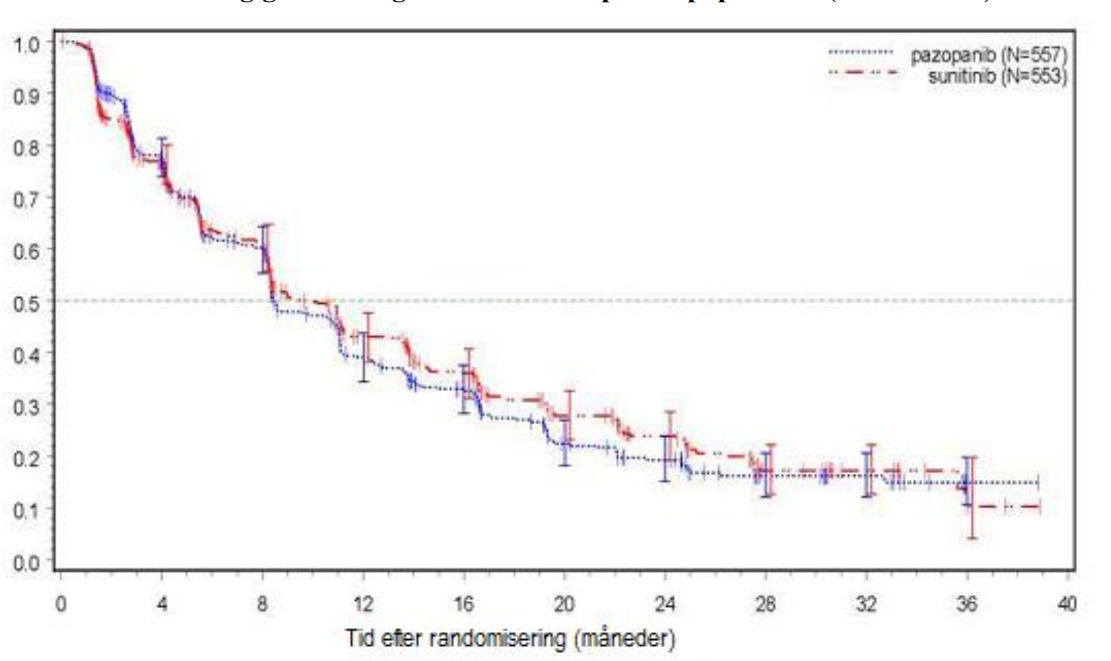 pazopanib (N=557)
sunitinib (N=553)
1.0
0.9
0.8
0.7
0.6
0.5
0.4
0.3
0.2
0.1
0.0
0 4 8 12 16 20 24 28 32 36 40
Tid efter randomisering (måneder)